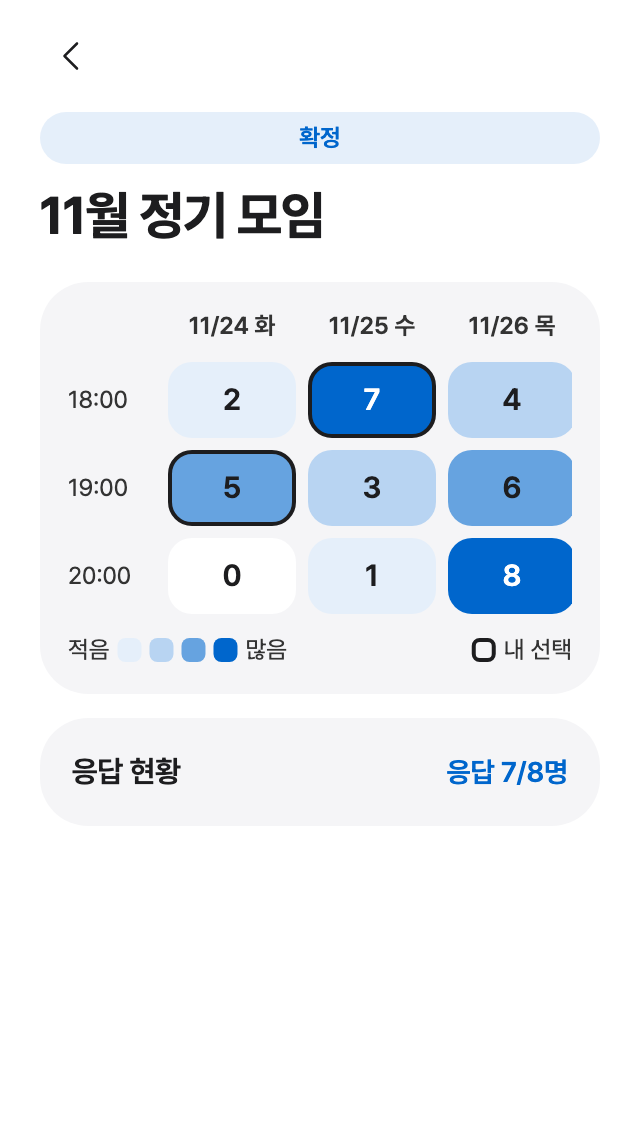 확정
11월 정기 모임
11/24 화 11/25 수 11/26 목
18:00 2 7 4
19:00 5 3 6
20:00 0 1 8
적음 많음 내 선택
응답 현황 응답 7/8명